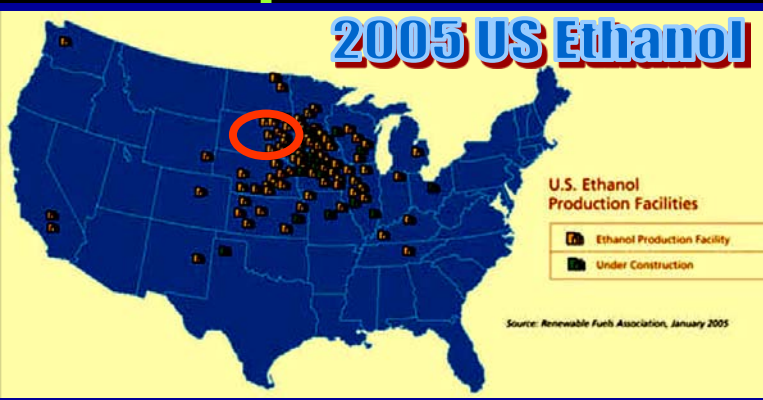 2005 US Ethanol
U.S. Ethanol
Production Facilities
Ethanol Production Facility
Under Construction
Source: Renewable Fuels Association, January 2005